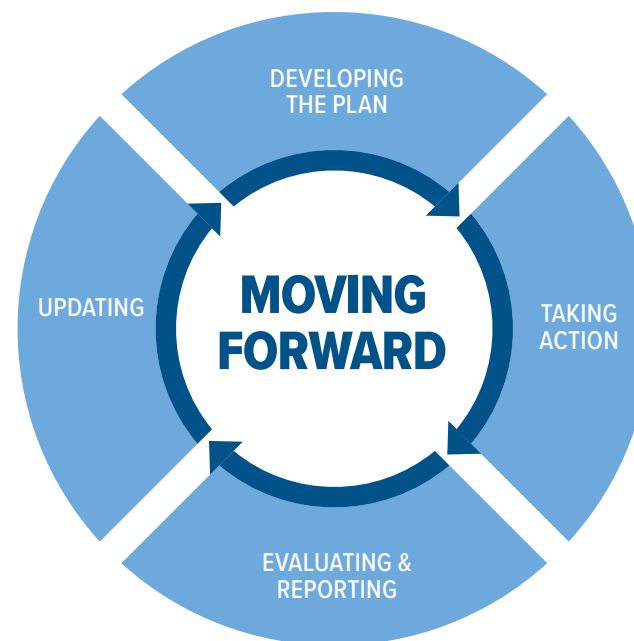 DEVELOPING
THE PLAN
UPDATING
MOVING
FORWARD
TAKING
ACTION
EVALUATING &
REPORTING